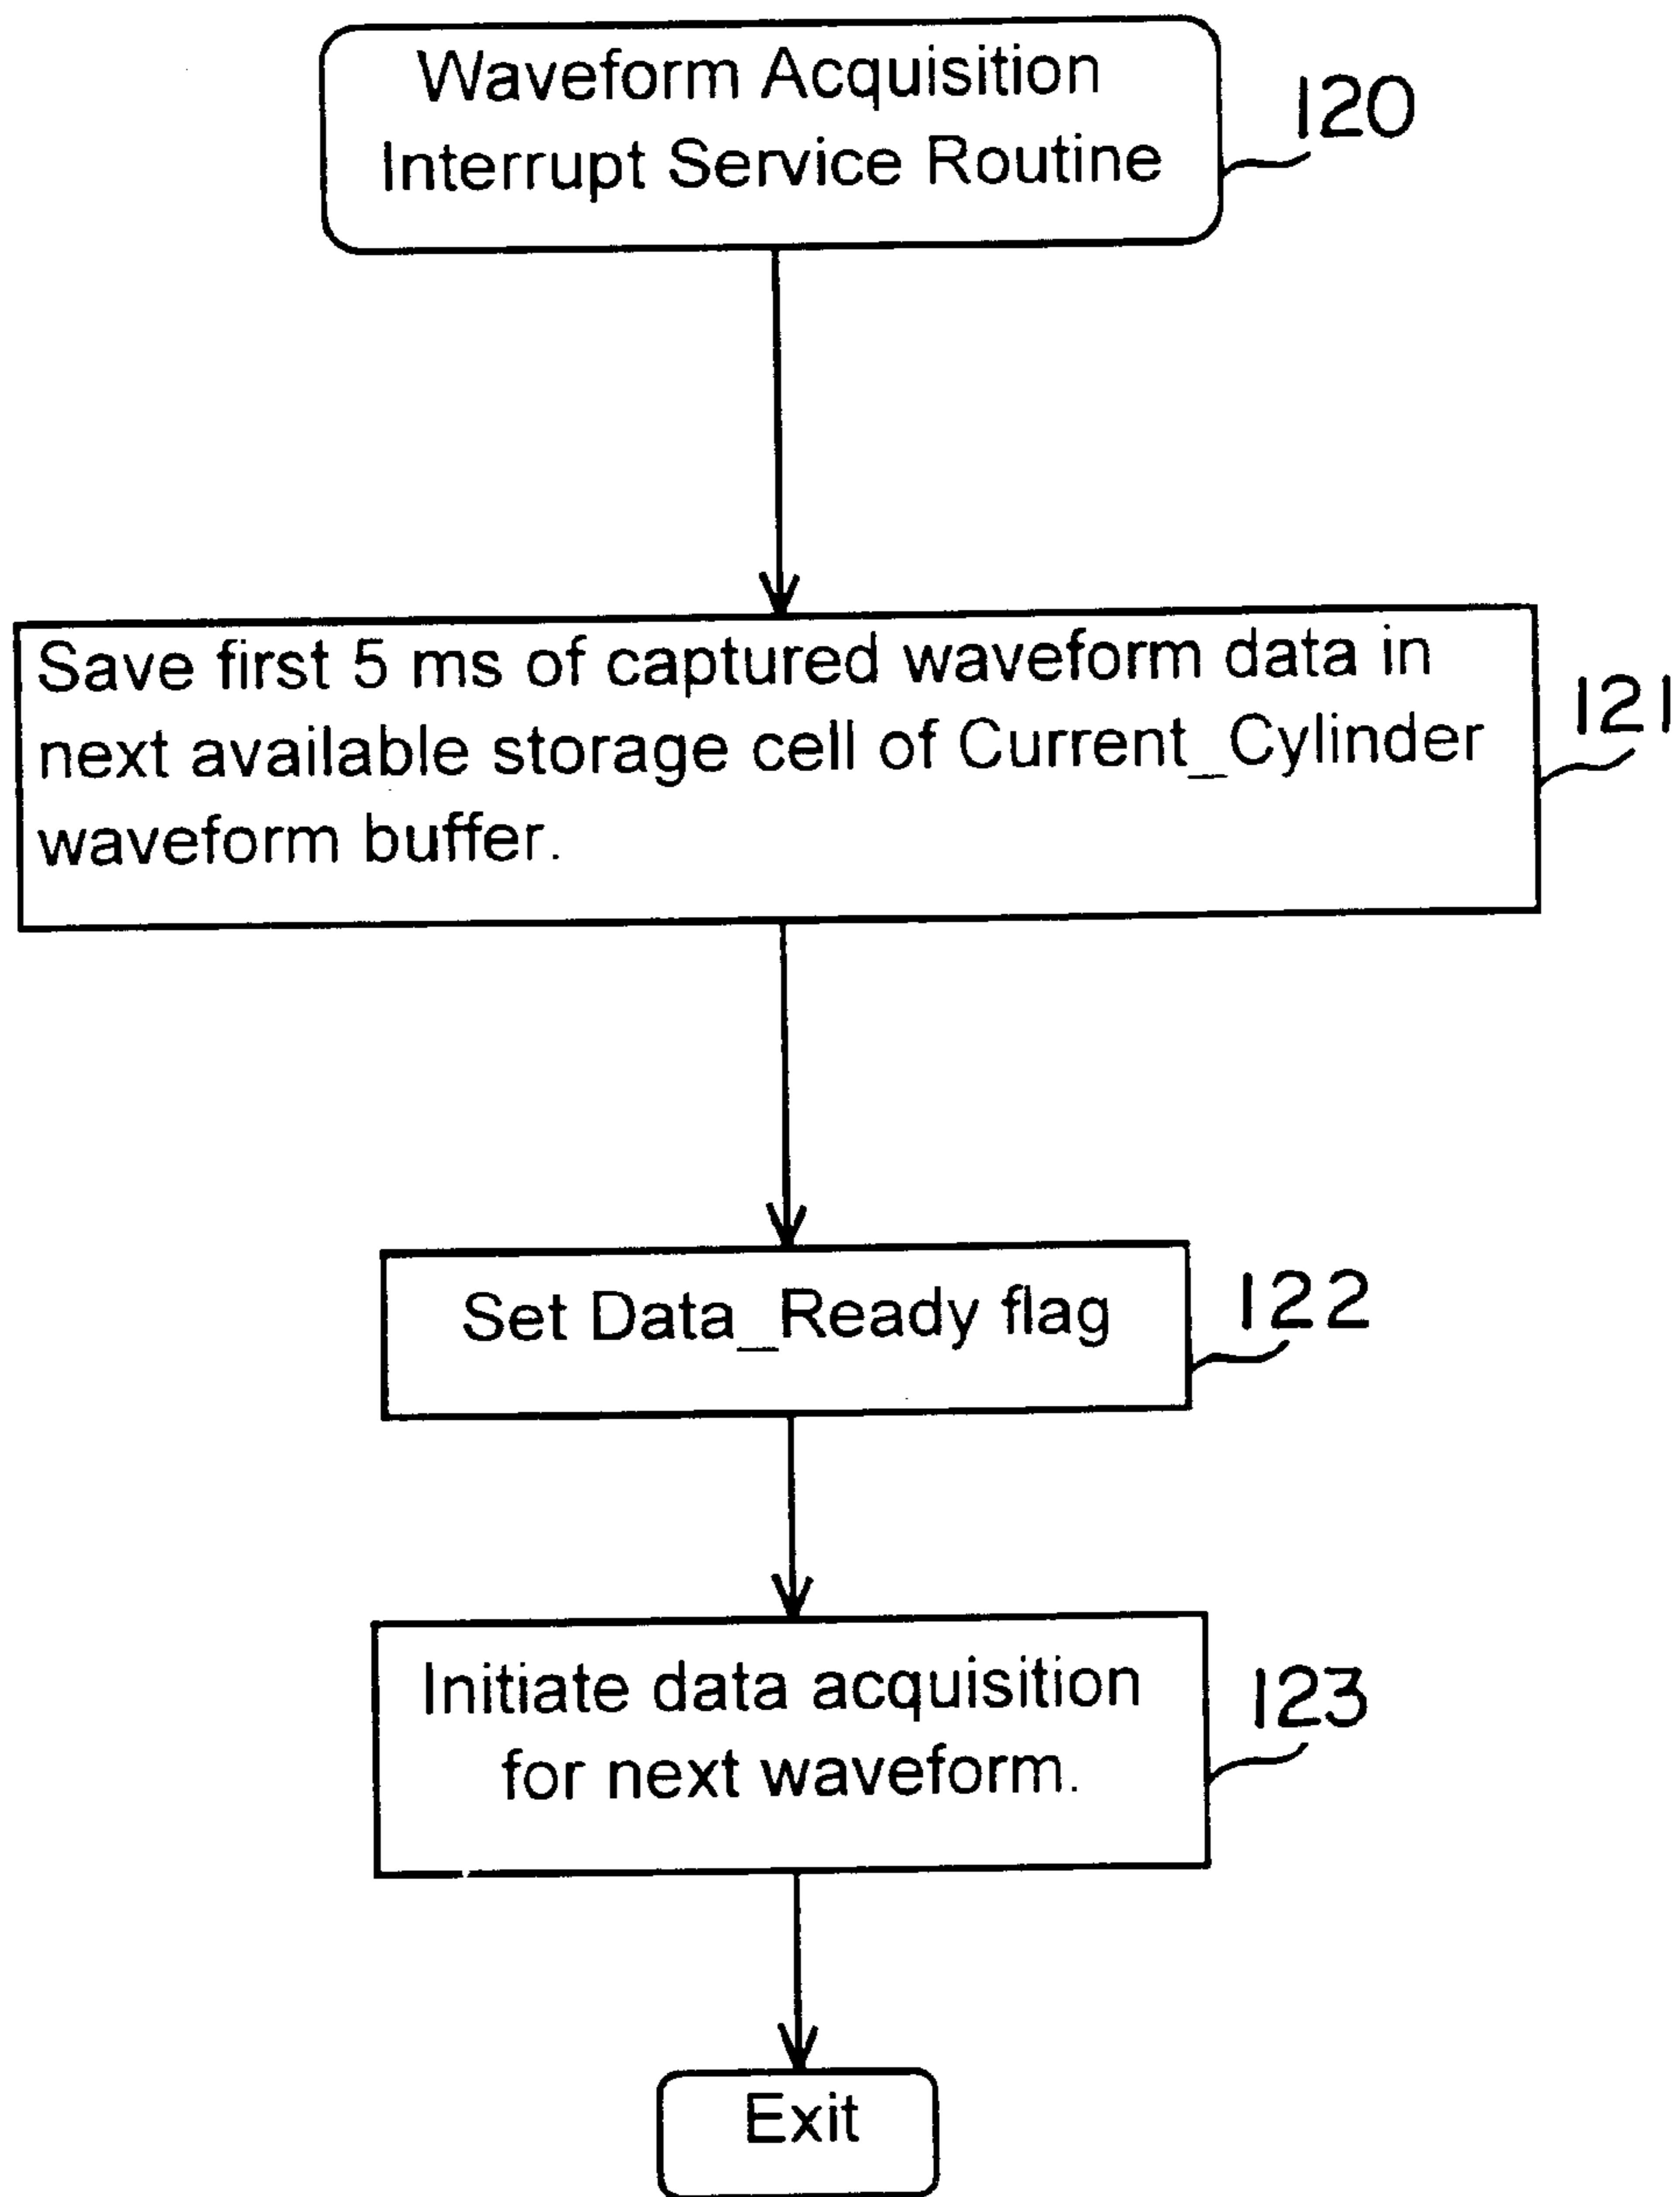 Waveform Acquisition
Interrupt Service Routine
120
Save first 5 ms of captured waveform data in
next available storage cell of Current_Cylinder
waveform buffer.
121
Set Data_Ready flag
122
Initiate data acquisition
for next waveform.
123
Exit